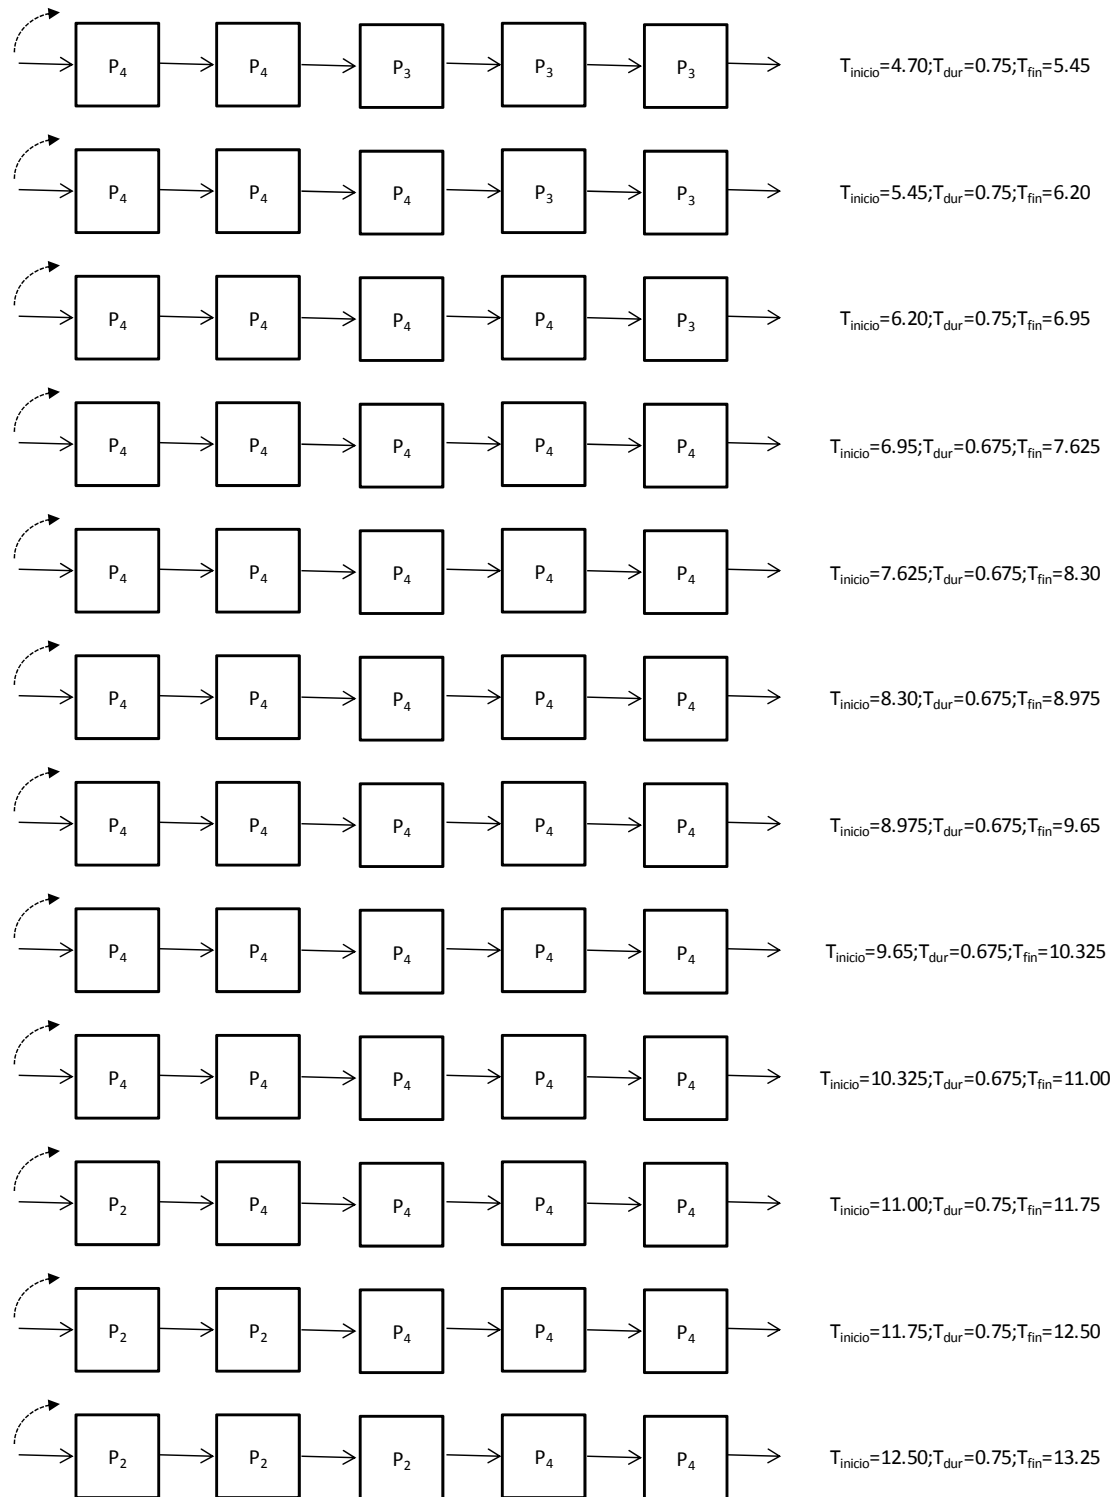 P4 P4 P3 P3 P3 Tinicio=4.70;Tdur=0.75;Tfin=5.45
P4 P4 P4 P3 P3 Tinicio=5.45;Tdur=0.75;Tfin=6.20
P4 P4 P4 P4 P3 Tinicio=6.20;Tdur=0.75;Tfin=6.95
P4 P4 P4 P4 P4 Tinicio=6.95;Tdur=0.675;Tfin=7.625
P4 P4 P4 P4 P4 Tinicio=7.625;Tdur=0.675;Tfin=8.30
P4 P4 P4 P4 P4 Tinicio=8.30;Tdur=0.675;Tfin=8.975
P4 P4 P4 P4 P4 Tinicio=8.975;Tdur=0.675;Tfin=9.65
P4 P4 P4 P4 P4 Tinicio=9.65;Tdur=0.675;Tfin=10.325
P4 P4 P4 P4 P4 Tinicio=10.325;Tdur=0.675;Tfin=11.00
P2 P4 P4 P4 P4 Tinicio=11.00;Tdur=0.75;Tfin=11.75
P2 P2 P4 P4 P4 Tinicio=11.75;Tdur=0.75;Tfin=12.50
P2 P2 P2 P4 P4 Tinicio=12.50;Tdur=0.75;Tfin=13.25